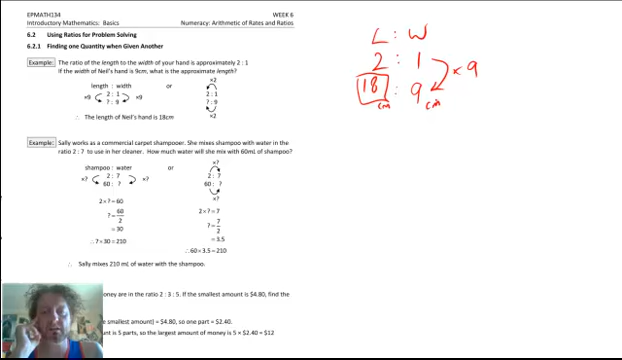 EPMATH134 WEEK 6
Introductory Mathematics: Basics Numeracy: Arithmetic of Rates and Ratios
6.2 Using Ratios for Problem Solving
6.2.1 Finding one Quantity when Given Another
Example: The ratio of the length to the width of your hand is approximately 2 : 1
If the width of Neil's hand is 9cm, what is the approximate length?
length : width or ×2
×9 2 : 1 ×9 2 : 1
? : 9 ? : 9
×2
∴ The length of Neil's hand is 18cm
Example: Sally works as a commercial carpet shampooer. She mixes shampoo with water in the
ratio 2 : 7 to use in her cleaner. How much water will she mix with 60mL of shampoo?
shampoo : water or ×?
×? 2 : 7 ×? 2 : 7
60 : ? 60 : ?
×?
2 × ? = 60 2 × ? = 7
? = 60/2 ? = 7/2
= 30 = 3.5
∴ 7 × 30 = 210 ∴ 60 × 3.5 = 210
∴ Sally mixes 210 mL of water with the shampoo.
oney are in the ratio 2 : 3 : 5. If the smallest amount is $4.80, find the
e smallest amount) = $4.80, so one part = $2.40.
unt is 5 parts, so the largest amount of money is 5 × $2.40 = $12
L : W
2 : 1
× 9
18 : 9
cm cm